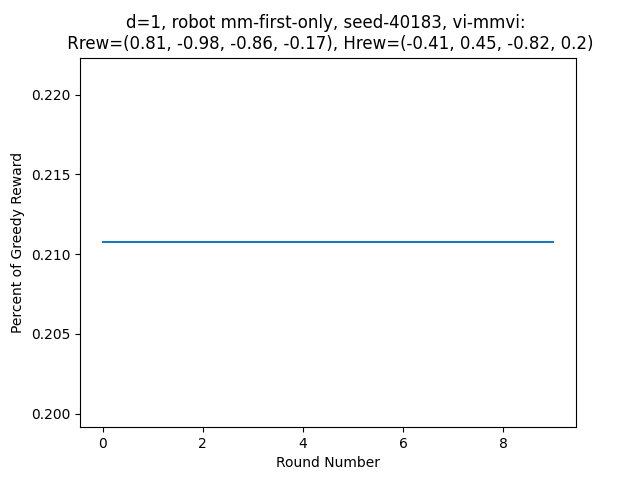 d=1, robot mm-first-only, seed-40183, vi-mmvi:
Rrew=(0.81, -0.98, -0.86, -0.17), Hrew=(-0.41, 0.45, -0.82, 0.2)
0.220
0.215
0.210
0.205
0.200
Percent of Greedy Reward
0 2 4 6 8
Round Number